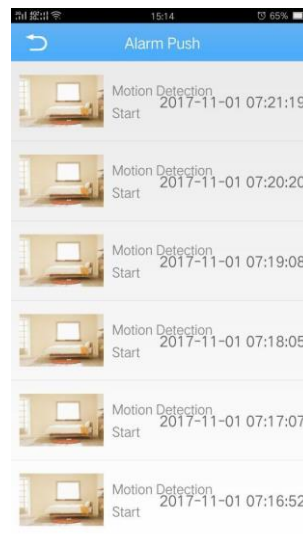 15:14
65%
Alarm Push
Motion Detection
Start 2017-11-01 07:21:19
Motion Detection
Start 2017-11-01 07:20:20
Motion Detection
Start 2017-11-01 07:19:08
Motion Detection
Start 2017-11-01 07:18:05
Motion Detection
Start 2017-11-01 07:17:07
Motion Detection
Start 2017-11-01 07:16:52